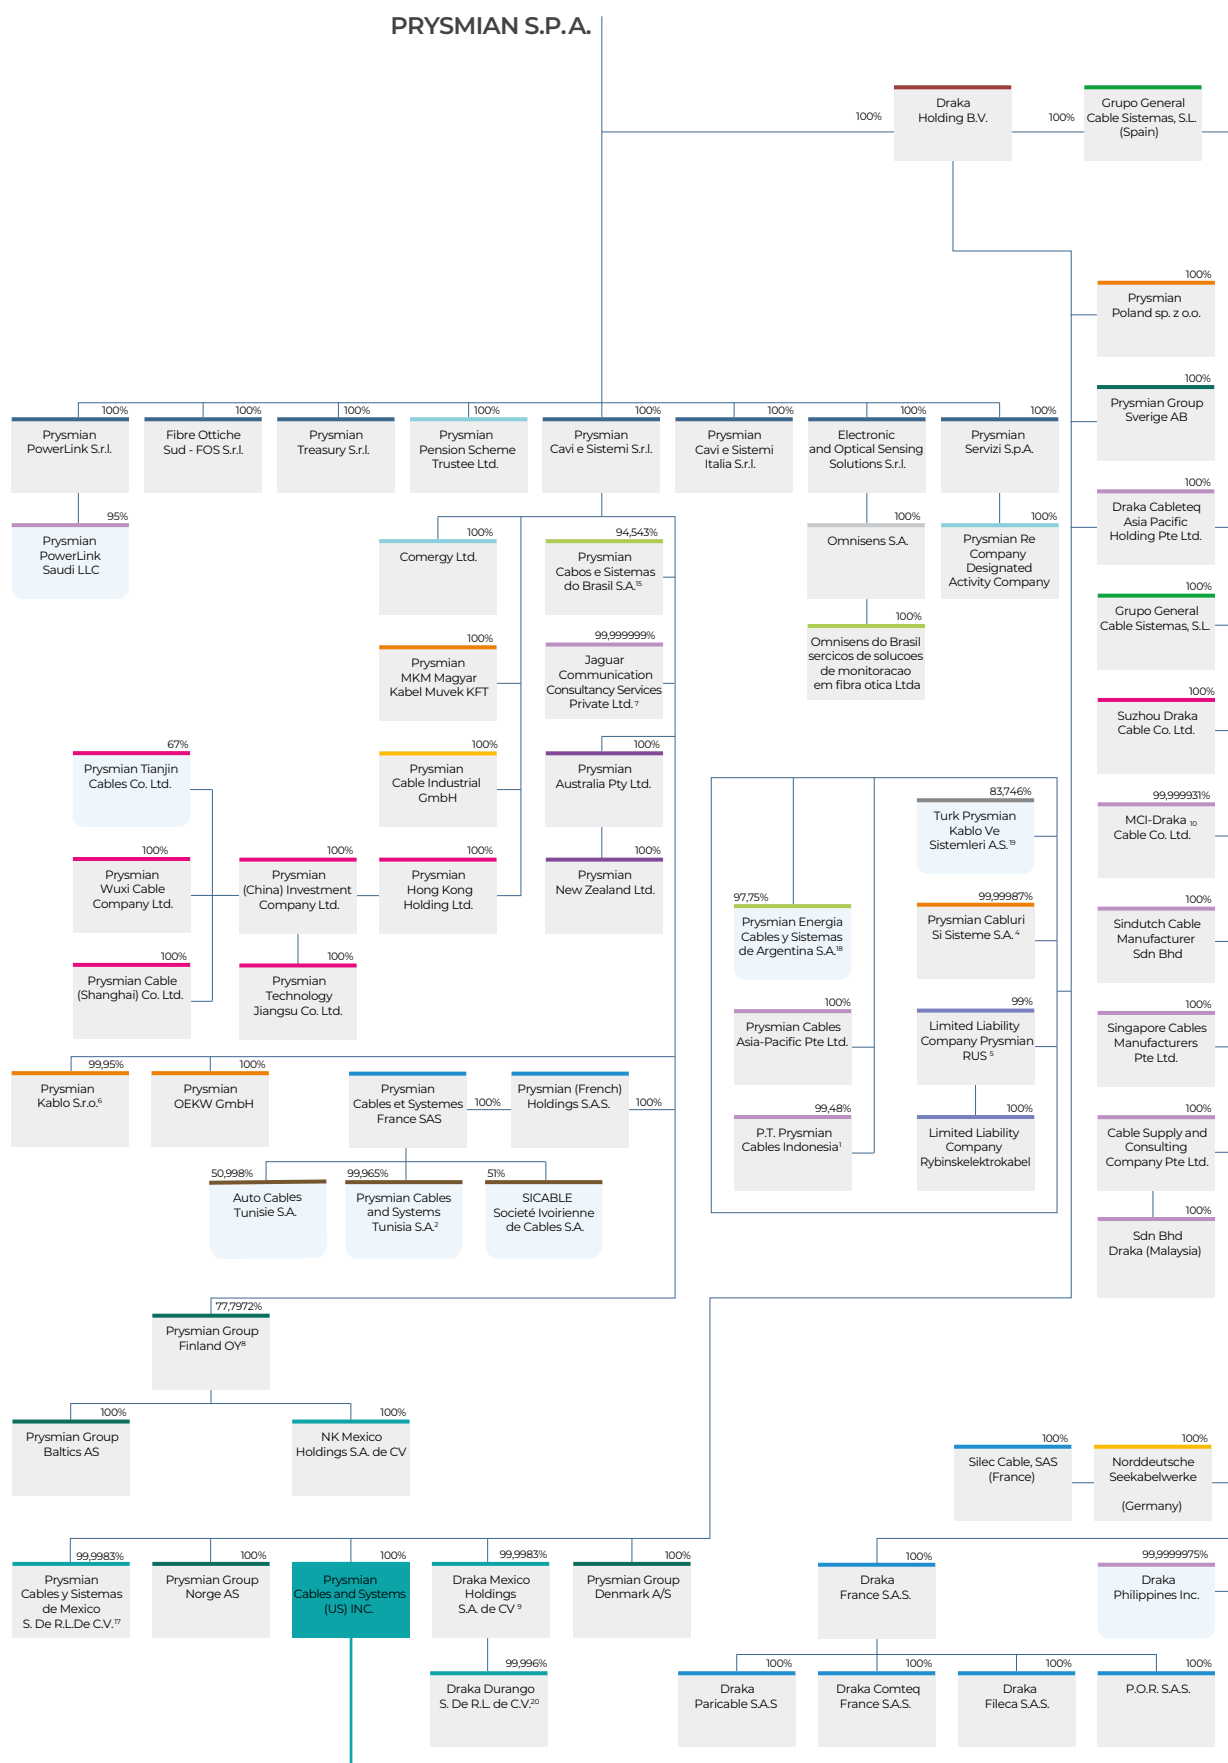 PRYSMIAN S.P.A.
100%
Draka
Holding B.V.
100%
Grupo General
Cable Sistemas, S.L.
(Spain)
100%
Prysmian
Poland sp. z o.o.
100%
Prysmian Group
Sverige AB
100%
Draka Cableteq
Asia Pacific
Holding Pte Ltd.
100%
Grupo General
Cable Sistemas, S.L.
100%
Suzhou Draka
Cable Co. Ltd.
99,999931%
MCI-Draka 10
Cable Co. Ltd.
100%
Sindutch Cable
Manufacturer
Sdn Bhd
100%
Singapore Cables
Manufacturers
Pte Ltd.
100%
Cable Supply and
Consulting
Company Pte Ltd.
100%
Sdn Bhd
Draka (Malaysia)
100%
Prysmian
PowerLink S.r.l.
100%
Fibre Ottiche
Sud - FOS S.r.l.
100%
Prysmian
Treasury S.r.l.
100%
Prysmian
Pension Scheme
Trustee Ltd.
100%
Prysmian
Cavi e Sistemi S.r.l.
100%
Prysmian
Cavi e Sistemi
Italia S.r.l.
100%
Electronic
and Optical Sensing
Solutions S.r.l.
100%
Prysmian
Servizi S.p.A.
95%
Prysmian
PowerLink
Saudi LLC
100%
Comergy Ltd.
94,543%
Prysmian
Cabos e Sistemas
do Brasil S.A.15
100%
Omnisens S.A.
100%
Prysmian Re
Company
Designated
Activity Company
100%
Prysmian
MKM Magyar
Kabel Muvek KFT
99,999999%
Jaguar
Communication
Consultancy Services
Private Ltd. 7
100%
Omnisens do Brasil
sercicos de solucoes
de monitoracao
em fibra otica Ltda
67%
Prysmian Tianjin
Cables Co. Ltd.
100%
Prysmian
Cable Industrial
GmbH
100%
Prysmian
Australia Pty Ltd.
100%
Prysmian
Wuxi Cable
Company Ltd.
100%
Prysmian
(China) Investment
Company Ltd.
100%
Prysmian
Hong Kong
Holding Ltd.
100%
Prysmian
New Zealand Ltd.
100%
Prysmian Cable
(Shanghai) Co. Ltd.
100%
Prysmian
Technology
Jiangsu Co. Ltd.
83,746%
Turk Prysmian
Kablo Ve
Sistemleri A.S.19
97,75%
Prysmian Energia
Cables y Sistemas
de Argentina S.A.18
99,99987%
Prysmian Cabluri
Si Sisteme S.A. 4
100%
Prysmian Cables
Asia-Pacific Pte Ltd.
99%
Limited Liability
Company Prysmian
RUS 5
99,48%
P.T. Prysmian
Cables Indonesia1
100%
Limited Liability
Company
Rybinskelektrokabel
99,95%
Prysmian
Kablo S.r.o.6
100%
Prysmian
OEKW GmbH
Prysmian
Cables et Systemes
France SAS
100%
Prysmian (French)
Holdings S.A.S.
100%
50,998%
Auto Cables
Tunisie S.A.
99,965%
Prysmian Cables
and Systems
Tunisia S.A.2
51%
SICABLE
Societé Ivoirienne
de Cables S.A.
77,7972%
Prysmian Group
Finland OY8
100%
Prysmian Group
Baltics AS
100%
NK Mexico
Holdings S.A. de CV
100%
Silec Cable, SAS
(France)
100%
Norddeutsche
Seekabelwerke
(Germany)
99,9983%
Prysmian
Cables y Sistemas
de Mexico
S. De R.L.De C.V.17
100%
Prysmian Group
Norge AS
100%
Prysmian
Cables and Systems
(US) INC.
99,9983%
Draka Mexico
Holdings
S.A. de CV 9
100%
Prysmian Group
Denmark A/S
100%
Draka
France S.A.S.
99,9999975%
Draka
Philippines Inc.
99,996%
Draka Durango
S. De R.L. de C.V.20
100%
Draka
Paricable S.A.S
100%
Draka Comteq
France S.A.S.
100%
Draka
Fileca S.A.S.
100%
P.O.R. S.A.S.